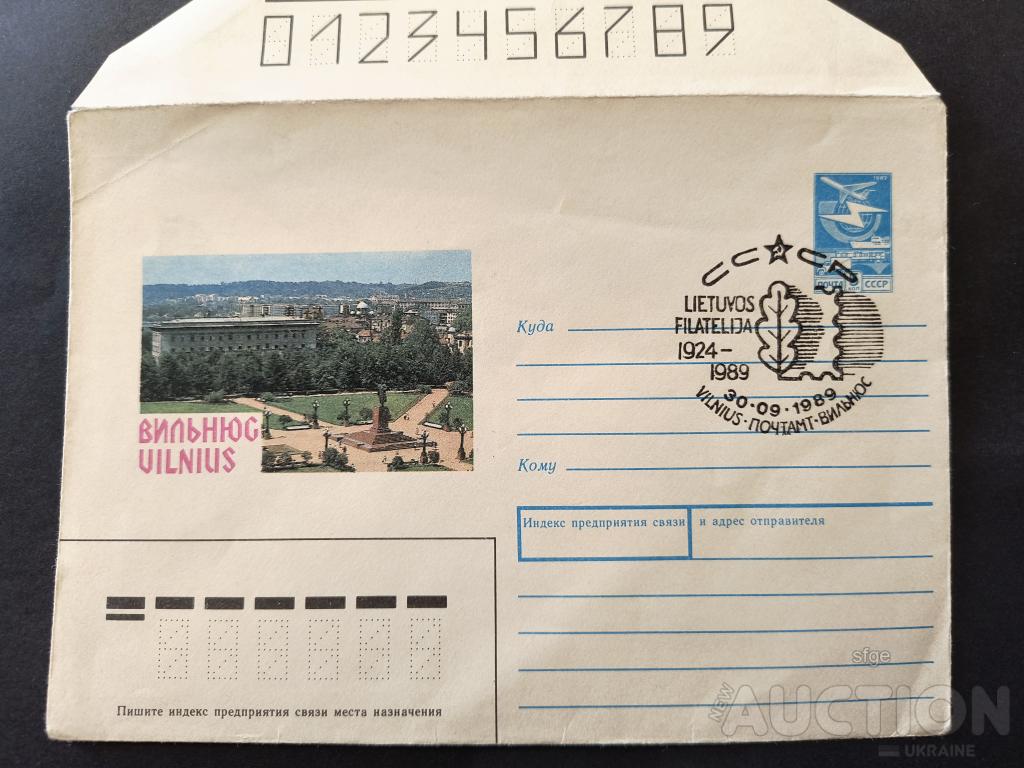 0123456789
1982
ПОЧТА СССР
СССР
LIETUVOS
FILATELIJA
1924-
1989
30·09·1989
VILNIUS·ПОЧТАМТ·ВИЛЬНЮС
Куда
ВИЛЬНЮС
VILNIUS
Кому
Индекс предприятия связи и адрес отправителя
Пишите индекс предприятия связи места назначения
sfge
NEW AUCTION
UKRAINE